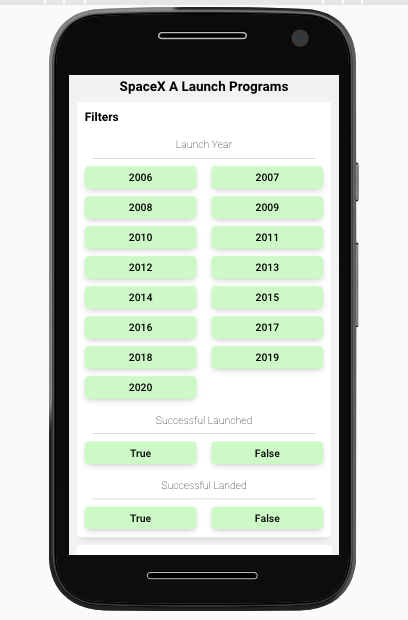 SpaceX A Launch Programs
Filters
Launch Year
2006 2007
2008 2009
2010 2011
2012 2013
2014 2015
2016 2017
2018 2019
2020
Successful Launched
True False
Successful Landed
True False